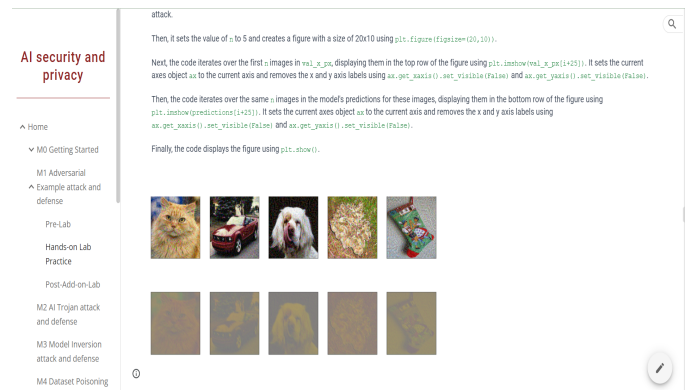 attack.
Then, it sets the value of n to 5 and creates a figure with a size of 20x10 using plt.figure(figsize=(20,10)).
Next, the code iterates over the first n images in val_x_px, displaying them in the top row of the figure using plt.imshow(val_x_px[i+25]). It sets the current
axes object ax to the current axis and removes the x and y axis labels using ax.get_xaxis().set_visible(False) and ax.get_yaxis().set_visible(False).
Then, the code iterates over the same n images in the model's predictions for these images, displaying them in the bottom row of the figure using
plt.imshow(predictions[i+25]). It sets the current axes object ax to the current axis and removes the x and y axis labels using
ax.get_xaxis().set_visible(False) and ax.get_yaxis().set_visible(False).
Finally, the code displays the figure using plt.show().
AI security and
privacy
Home
M0 Getting Started
M1 Adversarial
Example attack and
defense
Pre-Lab
Hands-on Lab
Practice
Post-Add-on-Lab
M2 AI Trojan attack
and defense
M3 Model Inversion
attack and defense
M4 Dataset Poisoning